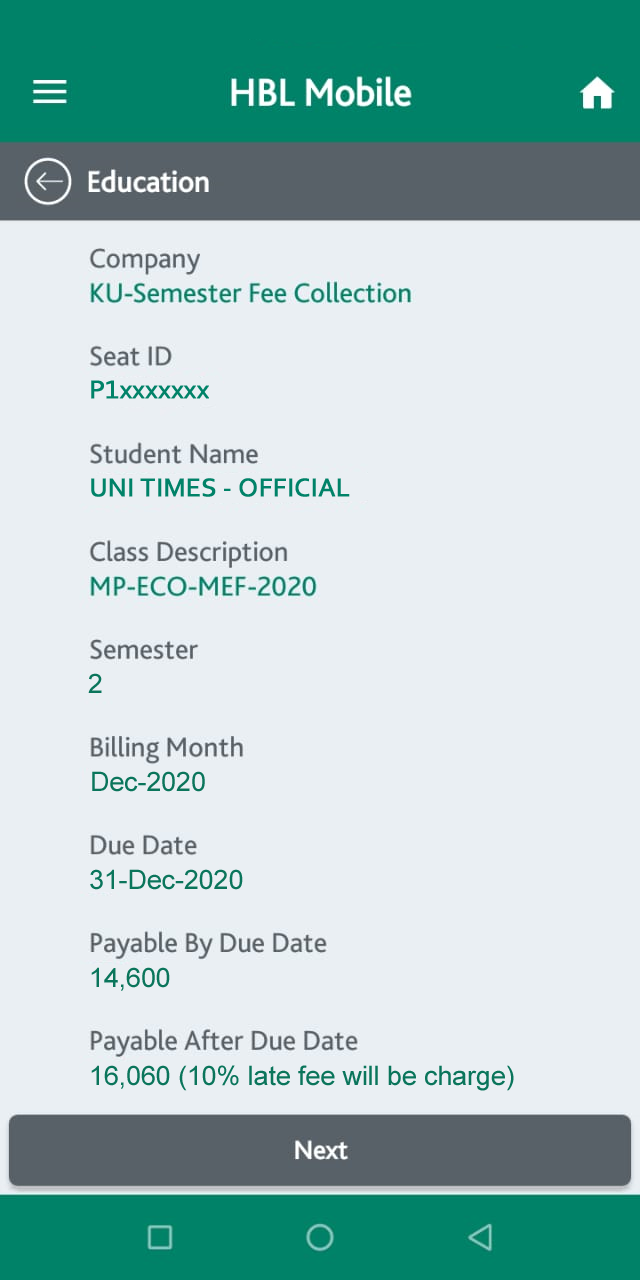 HBL Mobile
Education
Company
KU-Semester Fee Collection
Seat ID
P1xxxxxxx
Student Name
UNI TIMES - OFFICIAL
Class Description
MP-ECO-MEF-2020
Semester
2
Billing Month
Dec-2020
Due Date
31-Dec-2020
Payable By Due Date
14,600
Payable After Due Date
16,060 (10% late fee will be charge)
Next